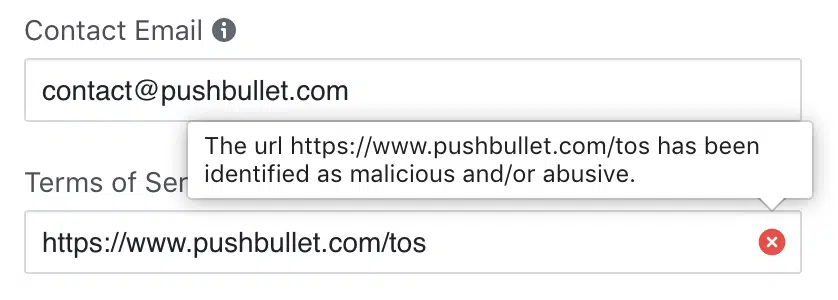 Contact Email
contact@pushbullet.com
The url https://www.pushbullet.com/tos has been
identified as malicious and/or abusive.
Terms of Ser
https://www.pushbullet.com/tos